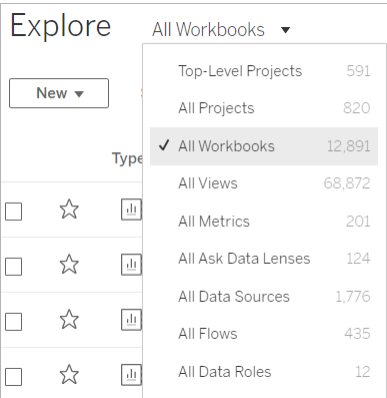 Explore All Workbooks
Top-Level Projects 591
New
All Projects 820
Type
All Workbooks 12,891
All Views 68,872
All Metrics 201
All Ask Data Lenses 124
All Data Sources 1,776
All Flows 435
All Data Roles 12